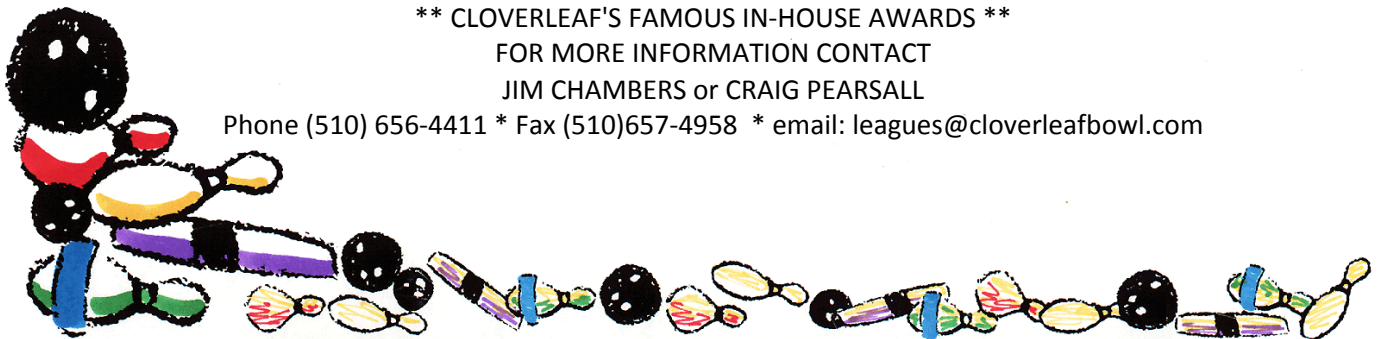 ** CLOVERLEAF'S FAMOUS IN-HOUSE AWARDS **
FOR MORE INFORMATION CONTACT
JIM CHAMBERS or CRAIG PEARSALL
Phone (510) 656-4411 * Fax (510)657-4958 * email: leagues@cloverleafbowl.com